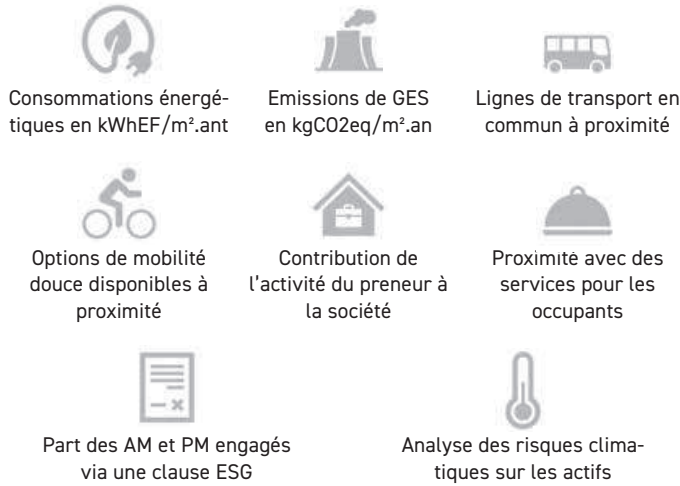 Consommations énergé-
tiques en kWhEF/m².ant
Emissions de GES
en kgCO2eq/m².an
Lignes de transport en
commun à proximité
Options de mobilité
douce disponibles à
proximité
Contribution de
l'activité du preneur à
la société
Proximité avec des
services pour les
occupants
Part des AM et PM engagés
via une clause ESG
Analyse des risques clima-
tiques sur les actifs